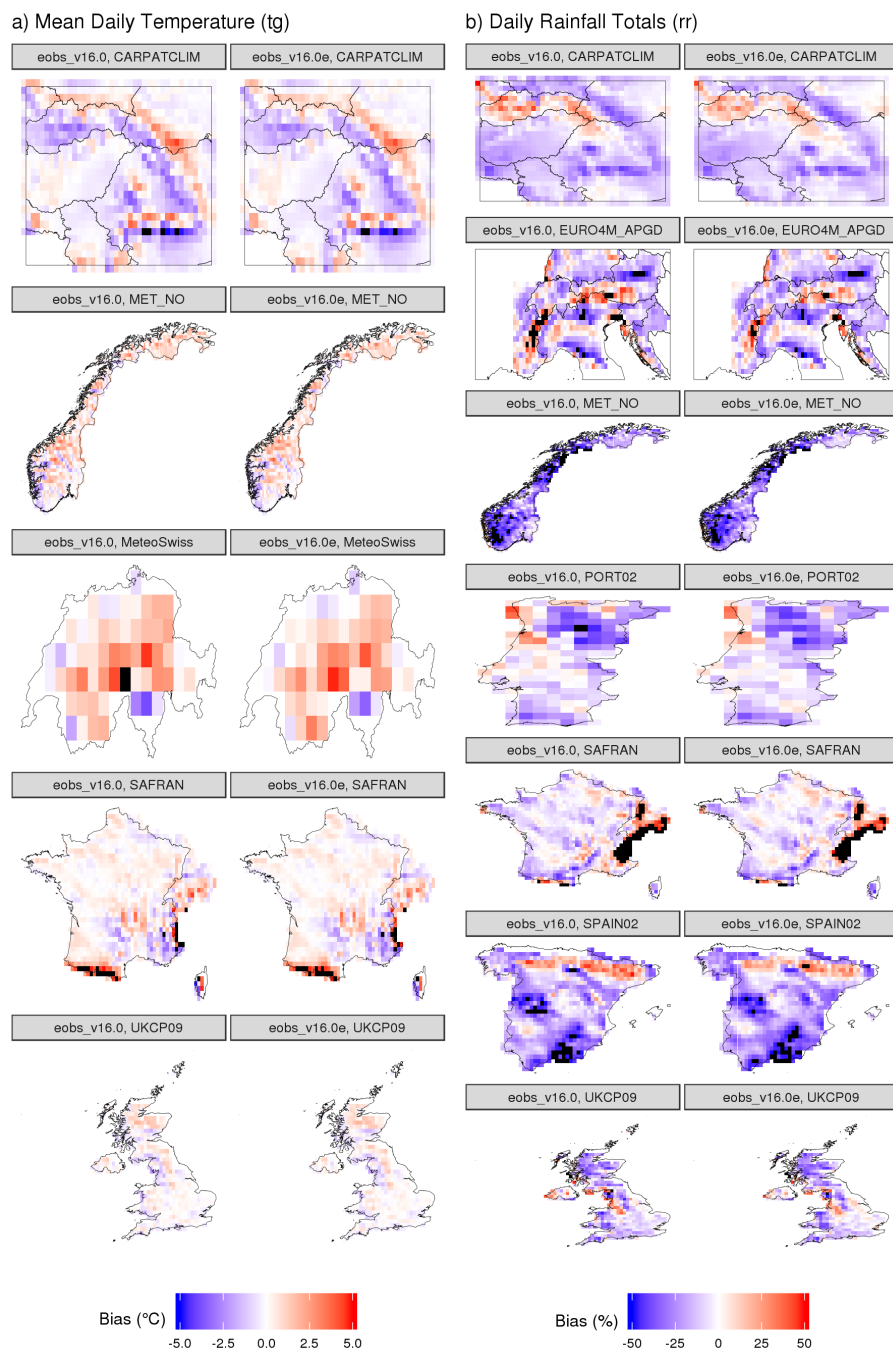 a) Mean Daily Temperature (tg)
eobs_v16.0, CARPATCLIM
eobs_v16.0e, CARPATCLIM
eobs_v16.0, MET_NO
eobs_v16.0e, MET_NO
eobs_v16.0, MeteoSwiss
eobs_v16.0e, MeteoSwiss
eobs_v16.0, SAFRAN
eobs_v16.0e, SAFRAN
eobs_v16.0, UKCP09
eobs_v16.0e, UKCP09
Bias (°C)
-5.0 -2.5 0.0 2.5 5.0
b) Daily Rainfall Totals (rr)
eobs_v16.0, CARPATCLIM
eobs_v16.0e, CARPATCLIM
eobs_v16.0, EURO4M_APGD
eobs_v16.0e, EURO4M_APGD
eobs_v16.0, MET_NO
eobs_v16.0e, MET_NO
eobs_v16.0, PORT02
eobs_v16.0e, PORT02
eobs_v16.0, SAFRAN
eobs_v16.0e, SAFRAN
eobs_v16.0, SPAIN02
eobs_v16.0e, SPAIN02
eobs_v16.0, UKCP09
eobs_v16.0e, UKCP09
Bias (%)
-50 -25 0 25 50